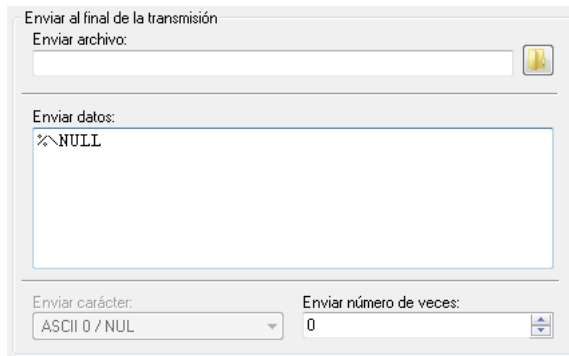 Enviar al final de la transmisión
Enviar archivo:
Enviar datos:
%\NULL
Enviar carácter:
Enviar número de veces:
ASCII 0 / NUL
0